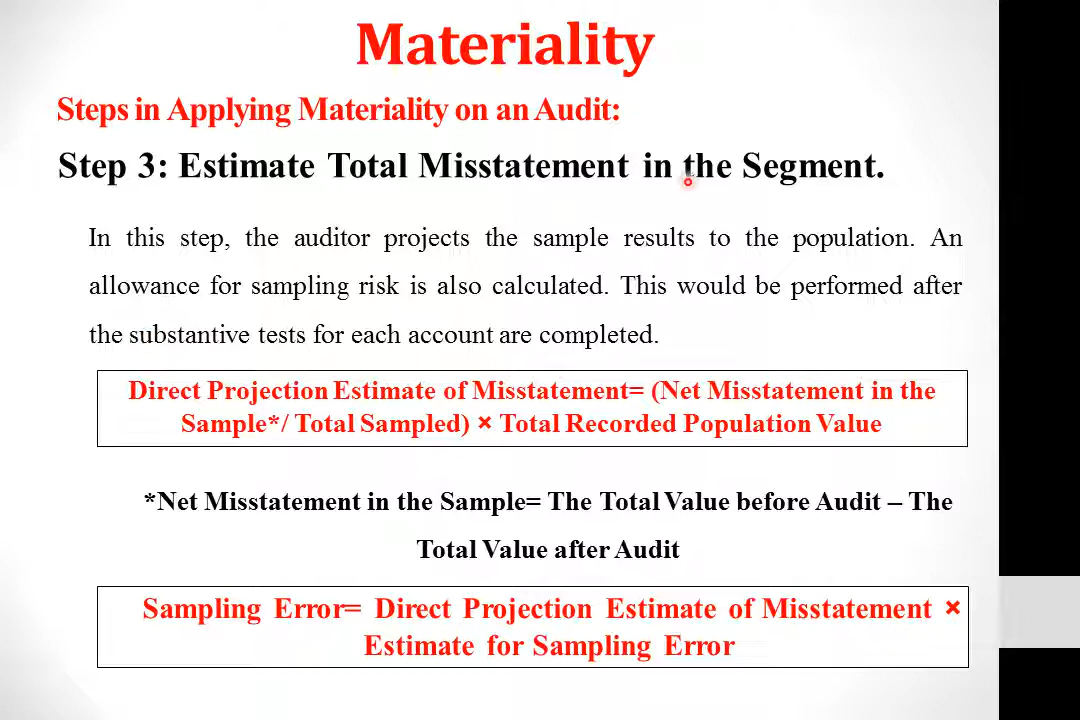 Materiality
Steps in Applying Materiality on an Audit:
Step 3: Estimate Total Misstatement in the Segment.
In this step, the auditor projects the sample results to the population. An
allowance for sampling risk is also calculated. This would be performed after
the substantive tests for each account are completed.
Direct Projection Estimate of Misstatement= (Net Misstatement in the
Sample*/ Total Sampled) × Total Recorded Population Value
*Net Misstatement in the Sample= The Total Value before Audit – The
Total Value after Audit
Sampling Error= Direct Projection Estimate of Misstatement ×
Estimate for Sampling Error